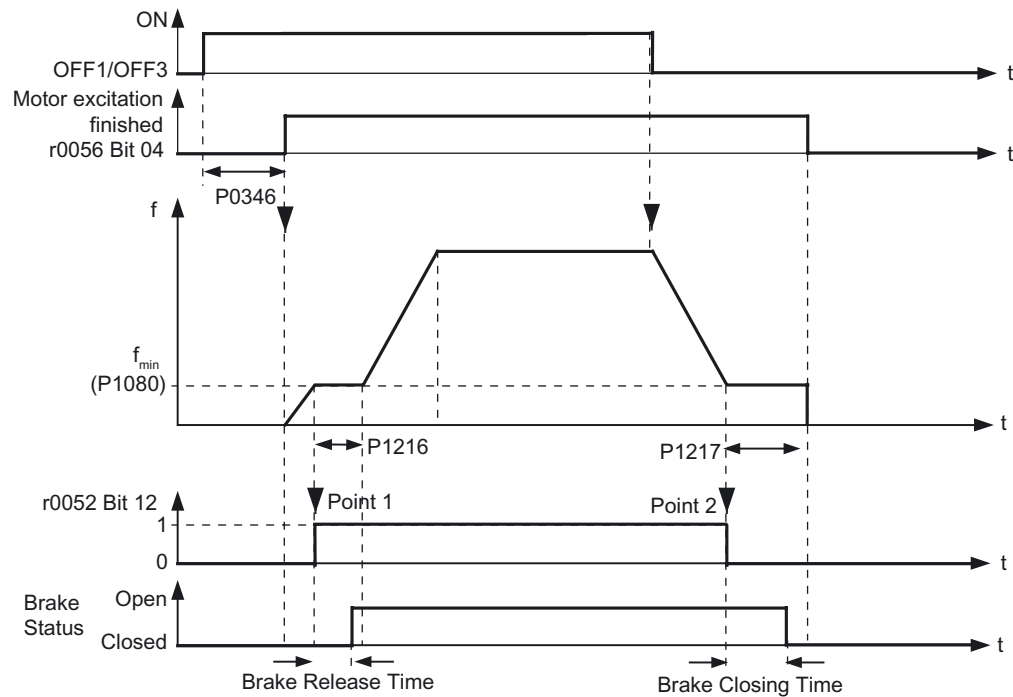 ON
OFF1/OFF3
t
Motor excitation
finished
r0056 Bit 04
t
P0346
f
f min
(P1080)
t
P1216
P1217
r0052 Bit 12
Point 1
Point 2
1
0
t
Brake
Status
Open
Closed
t
Brake Release Time
Brake Closing Time